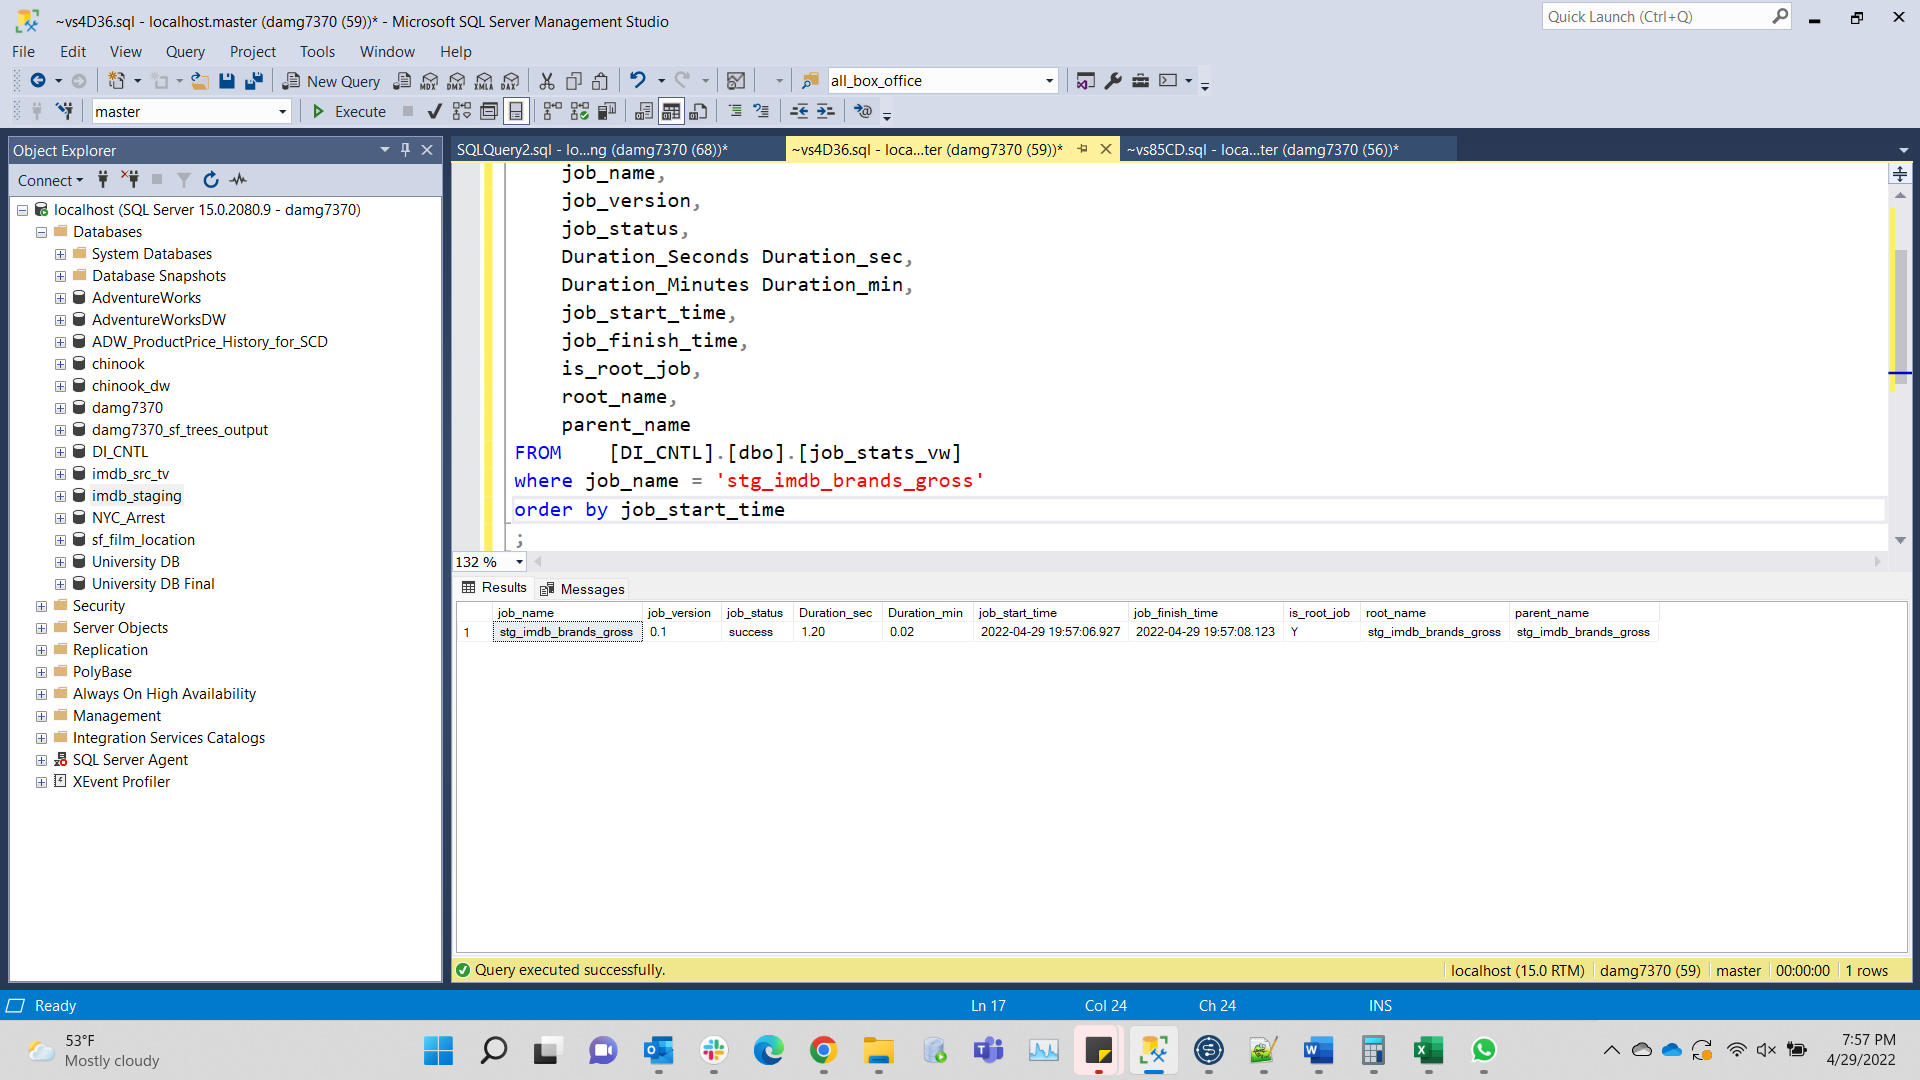 ~vs4D36.sql - localhost.master (damg7370 (59))* - Microsoft SQL Server Management Studio
Quick Launch (Ctrl+Q)
File Edit View Query Project Tools Window Help
New Query
MDX DMX XMLA DAX
all_box_office
master
Execute
Object Explorer
Connect
localhost (SQL Server 15.0.2080.9 - damg7370)
Databases
System Databases
Database Snapshots
AdventureWorks
AdventureWorksDW
ADW_ProductPrice_History_for_SCD
chinook
chinook_dw
damg7370
damg7370_sf_trees_output
DI_CNTL
imdb_src_tv
imdb_staging
NYC_Arrest
sf_film_location
University DB
University DB Final
Security
Server Objects
Replication
PolyBase
Always On High Availability
Management
Integration Services Catalogs
SQL Server Agent
XEvent Profiler
SQLQuery2.sql - lo...ng (damg7370 (68))*
~vs4D36.sql - loca...ter (damg7370 (59))*
~vs85CD.sql - loca...ter (damg7370 (56))*
job_name,
job_version,
job_status,
Duration_Seconds Duration_sec,
Duration_Minutes Duration_min,
job_start_time,
job_finish_time,
is_root_job,
root_name,
parent_name
FROM [DI_CNTL].[dbo].[job_stats_vw]
where job_name = 'stg_imdb_brands_gross'
order by job_start_time
;
132 %
Results Messages
job_name job_version job_status Duration_sec Duration_min job_start_time job_finish_time is_root_job root_name parent_name
1 stg_imdb_brands_gross 0.1 success 1.20 0.02 2022-04-29 19:57:06.927 2022-04-29 19:57:08.123 Y stg_imdb_brands_gross stg_imdb_brands_gross
Query executed successfully.
localhost (15.0 RTM) damg7370 (59) master 00:00:00 1 rows
Ready
Ln 17 Col 24 Ch 24 INS
53°F
Mostly cloudy
7:57 PM
4/29/2022